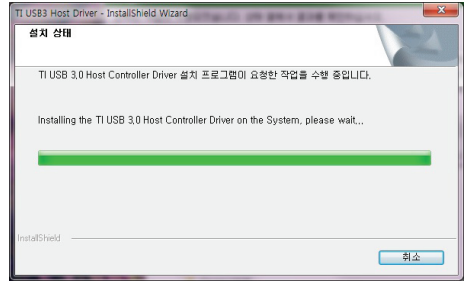 TI USB3 Host Driver - InstallShield Wizard
설치 상태
TI USB 3,0 Host Controller Driver 설치 프로그램이 요청한 작업을 수행 중입니다.
Installing the TI USB 3,0 Host Controller Driver on the System, please wait,,,
InstallShield
취소